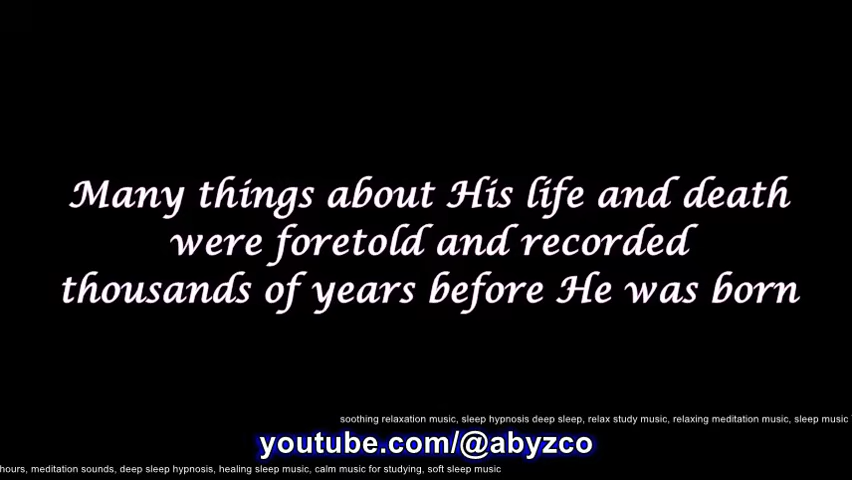 Many things about His life and death
were foretold and recorded
thousands of years before He was born
soothing relaxation music, sleep hypnosis deep sleep, relax study music, relaxing meditation music, sleep music
youtube.com/@abyzco
hours, meditation sounds, deep sleep hypnosis, healing sleep music, calm music for studying, soft sleep music